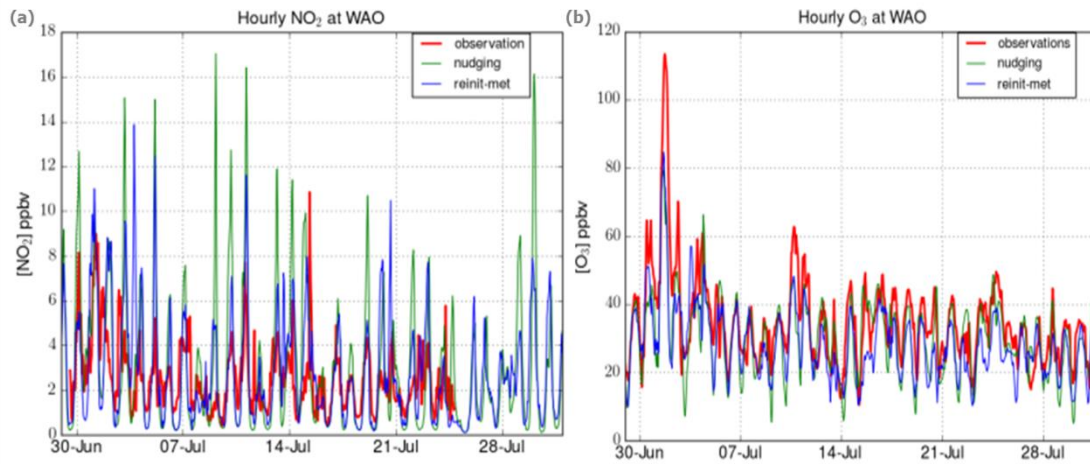 (a)
Hourly NO2 at WAO
18
16
14
12
10
8
6
4
2
0
[NO2] ppbv
observation
nudging
reinit-met
30-Jun 07-Jul 14-Jul 21-Jul 28-Jul
(b)
Hourly O3 at WAO
120
100
80
60
40
20
0
[O3] ppbv
observations
nudging
reinit-met
30-Jun 07-Jul 14-Jul 21-Jul 28-Jul